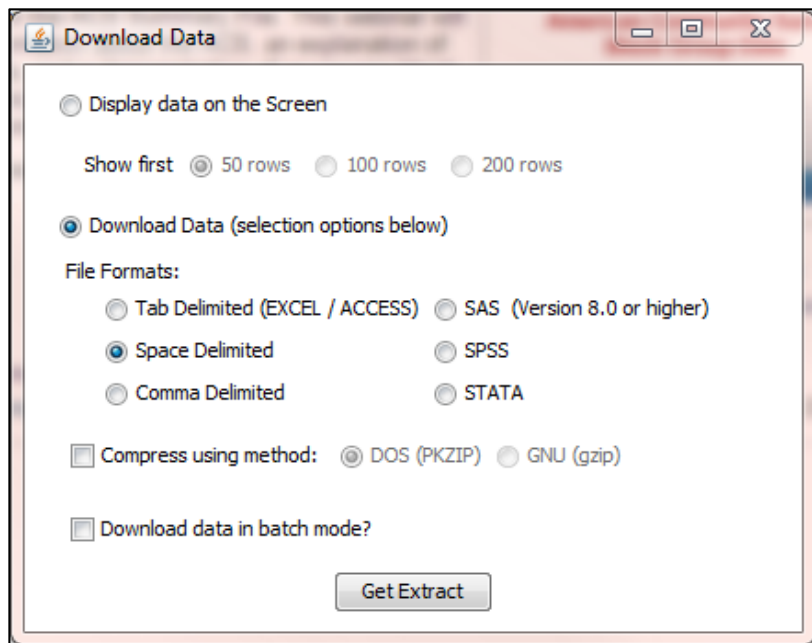 Download Data
Display data on the Screen
Show first 50 rows 100 rows 200 rows
Download Data (selection options below)
File Formats:
Tab Delimited (EXCEL / ACCESS) SAS (Version 8.0 or higher)
Space Delimited SPSS
Comma Delimited STATA
Compress using method: DOS (PKZIP) GNU (gzip)
Download data in batch mode?
Get Extract